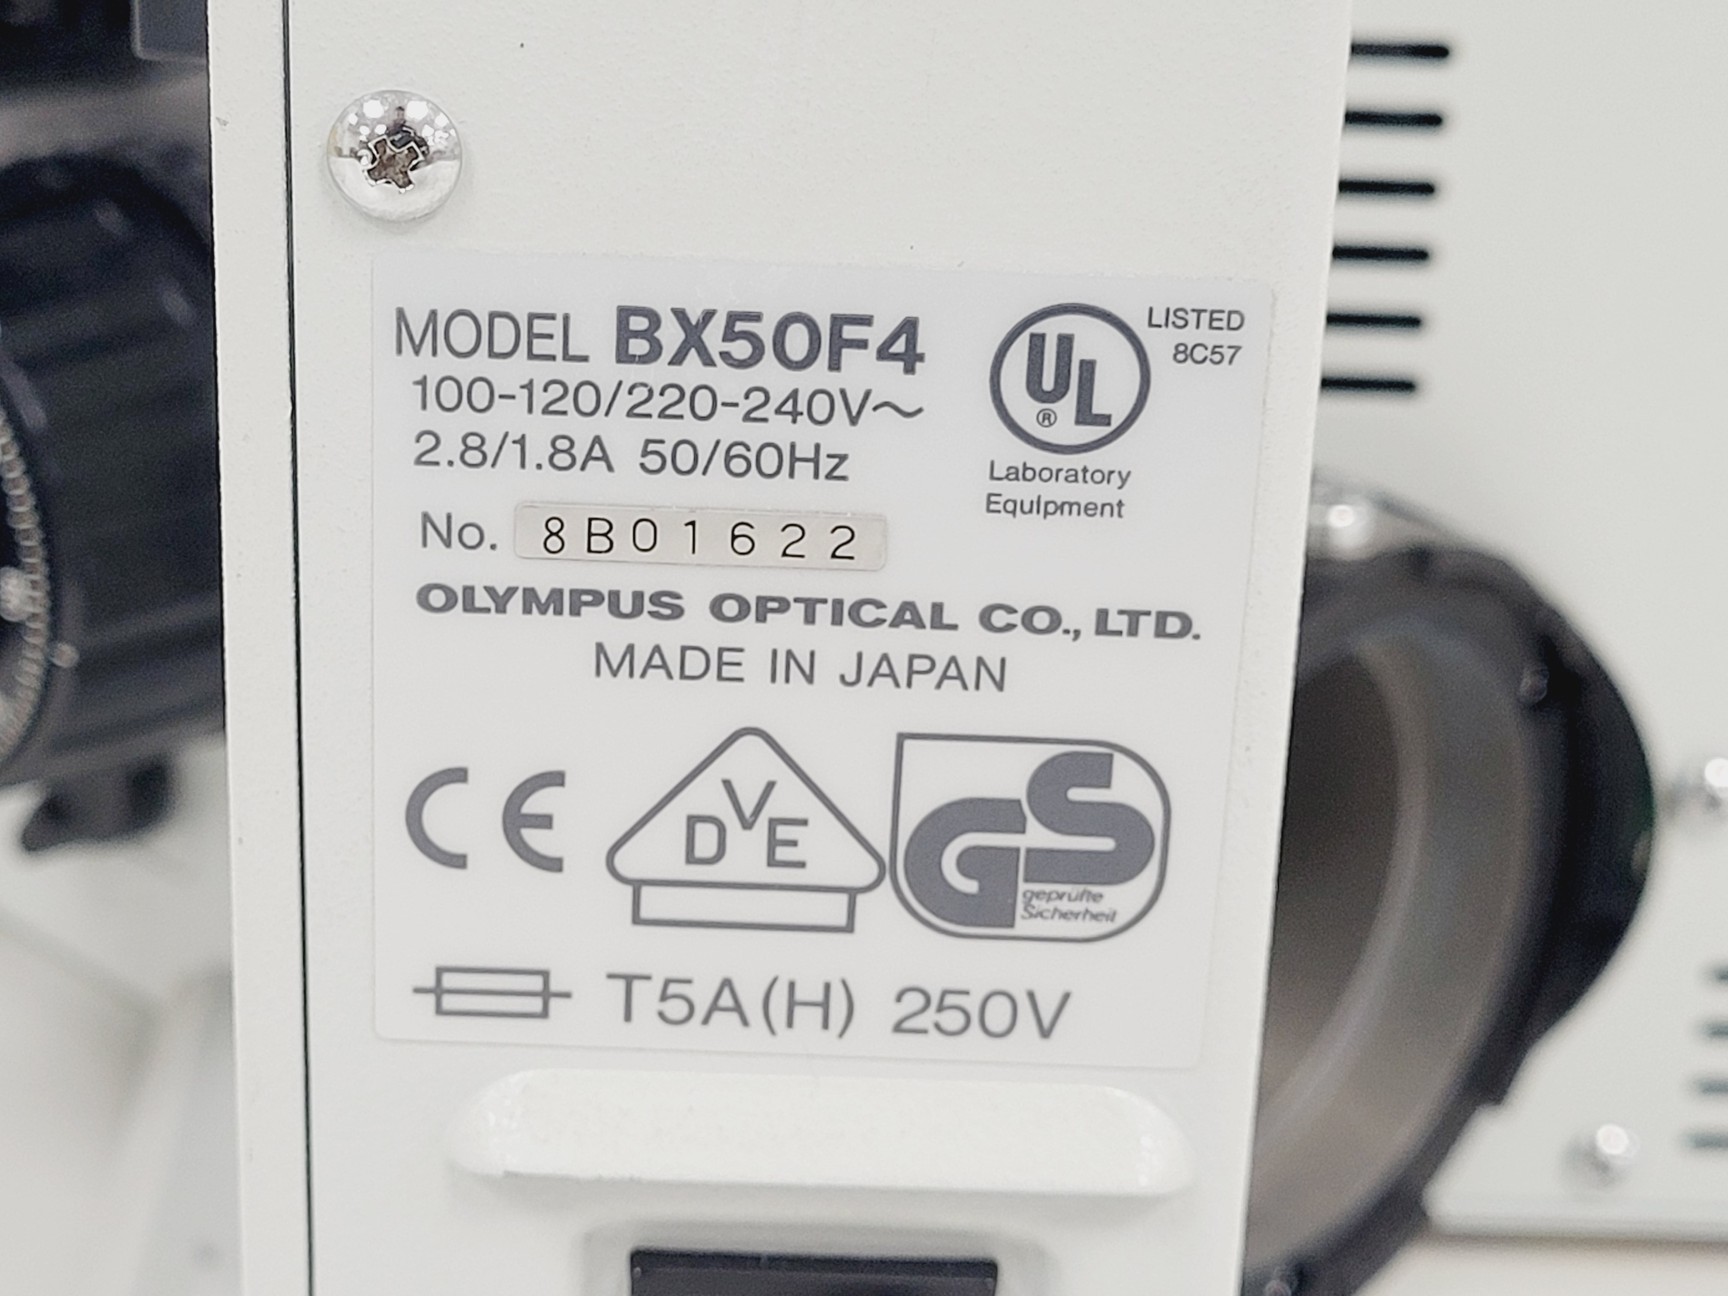 MODEL BX50F4
100-120/220-240V～
2.8/1.8A 50/60Hz
UL ®
LISTED
8C57
Laboratory
Equipment
No. 8B01622
OLYMPUS OPTICAL CO., LTD.
MADE IN JAPAN
CE
DVE
GS
geprüfte
Sicherheit
T5A(H) 250V